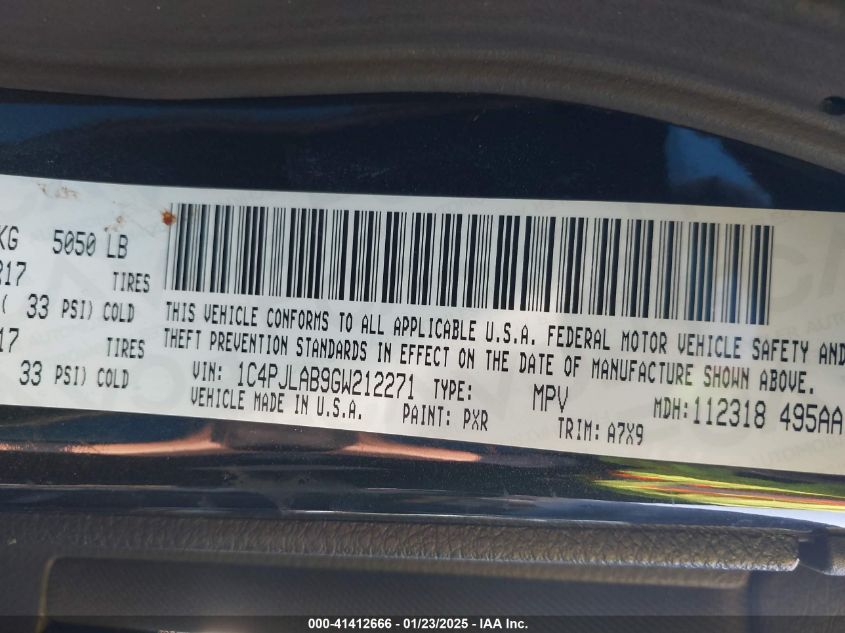 KG 5050 LB
R17 TIRES
( 33 PSI) COLD
17 TIRES
33 PSI) COLD
THIS VEHICLE CONFORMS TO ALL APPLICABLE U.S.A. FEDERAL MOTOR VEHICLE SAFETY AND
THEFT PREVENTION STANDARDS IN EFFECT ON THE DATE OF MANUFACTURE SHOWN ABOVE.
VIN: 1C4PJLAB9GW212271 TYPE: MPV MDH: 112318 495AA
VEHICLE MADE IN U.S.A. PAINT: PXR TRIM: A7X9
000-41412666 - 01/23/2025 - IAA Inc.